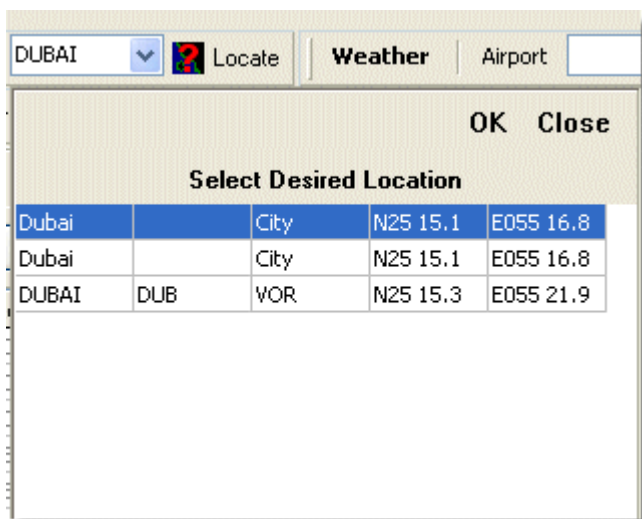 DUBAI Locate Weather Airport
OK Close
Select Desired Location
Dubai City N25 15.1 E055 16.8
Dubai City N25 15.1 E055 16.8
DUBAI DUB VOR N25 15.3 E055 21.9